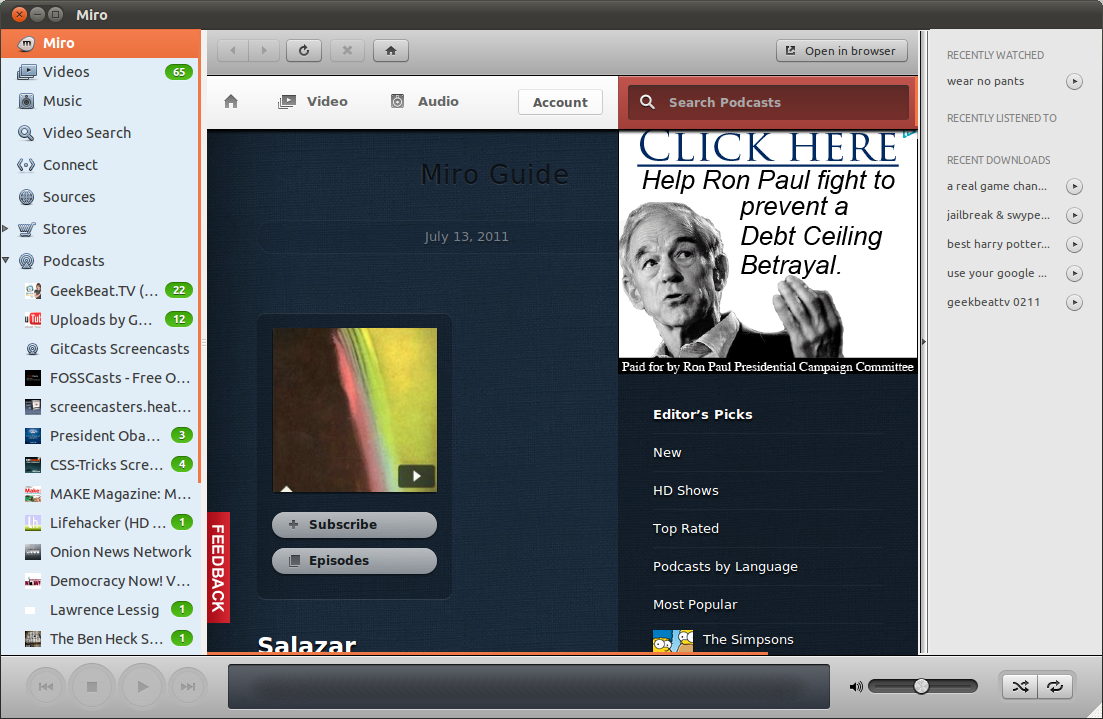 Miro
Miro
Videos 65
Music
Video Search
Connect
Sources
Stores
Podcasts
GeekBeat.TV (... 22
Uploads by G... 12
GitCasts Screencasts
FOSSCasts - Free O...
screencasters.heat...
President Oba... 3
CSS-Tricks Scre... 4
MAKE Magazine: M...
Lifehacker (HD ... 1
Onion News Network
Democracy Now! V...
Lawrence Lessig 1
The Ben Heck S... 1
Open in browser
Video
Audio
Account
Search Podcasts
Miro Guide
July 13, 2011
Subscribe
Episodes
FEEDBACK
Salazar
CLICK HERE
Help Ron Paul fight to
prevent a
Debt Ceiling
Betrayal.
Paid for by Ron Paul Presidential Campaign Committee
Editor's Picks
New
HD Shows
Top Rated
Podcasts by Language
Most Popular
The Simpsons
RECENTLY WATCHED
wear no pants
RECENTLY LISTENED TO
RECENT DOWNLOADS
a real game chan...
jailbreak & swype...
best harry potter...
use your google ...
geekbeattv 0211